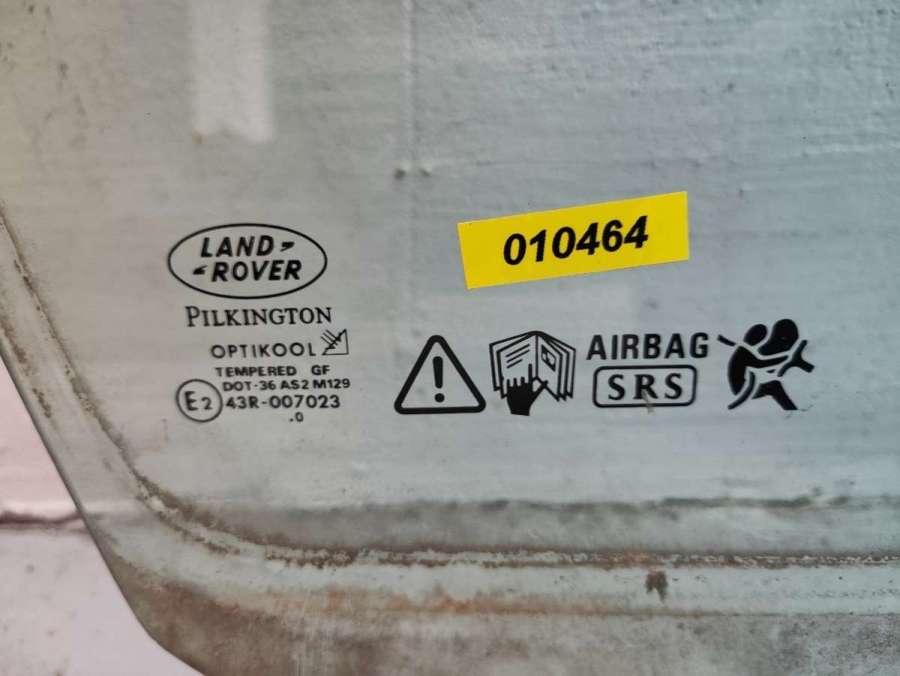 LAND-
-ROVER
PILKINGTON
OPTIKOOL
TEMPERED GF
DOT-36 AS2 M129
E2 43R-007023
.0
010464
AIRBAG
SRS